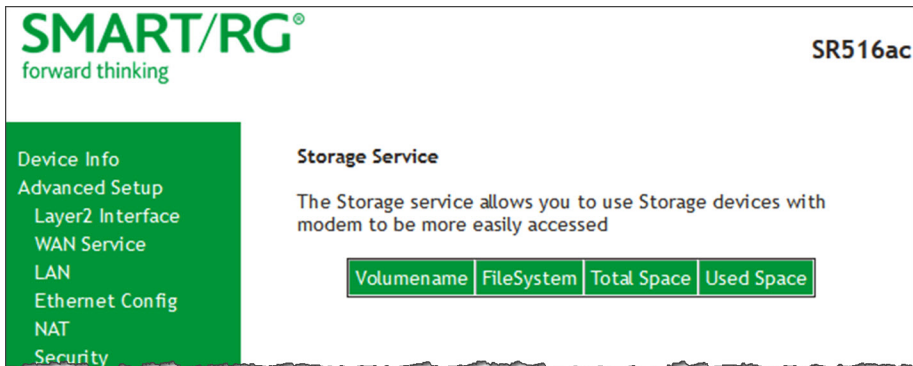 SMART/RG®
forward thinking
SR516ac
Device Info
Advanced Setup
Layer2 Interface
WAN Service
LAN
Ethernet Config
NAT
Security
Storage Service
The Storage service allows you to use Storage devices with
modem to be more easily accessed
Volumename FileSystem Total Space Used Space